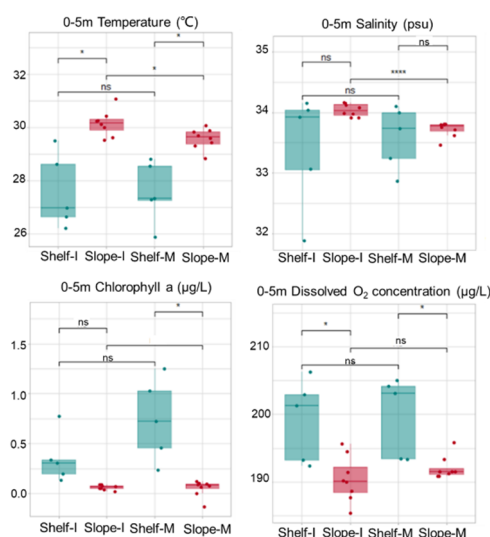 0-5m Temperature (℃)
*
*
*
ns
32
30
28
26
Shelf-I Slope-I Shelf-M Slope-M
0-5m Salinity (psu)
ns
ns
****
ns
35
34
33
32
Shelf-I Slope-I Shelf-M Slope-M
0-5m Chlorophyll a (μg/L)
*
ns
ns
ns
1.5
1.0
0.5
0.0
Shelf-I Slope-I Shelf-M Slope-M
0-5m Dissolved O₂ concentration (μg/L)
*
*
ns
ns
210
200
190
180
Shelf-I Slope-I Shelf-M Slope-M